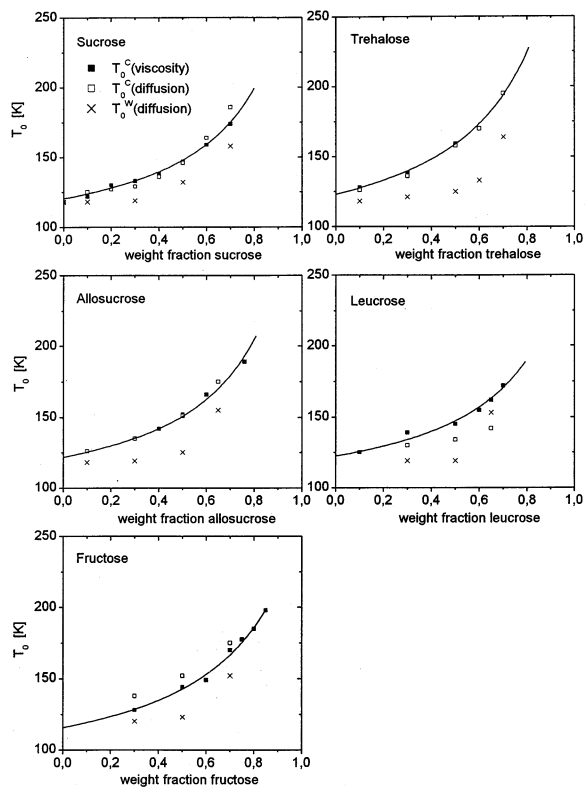 250
200
150
100
T₀ [K]
Sucrose
T₀ᶜ(viscosity)
T₀ᶜ(diffusion)
T₀ᵂ(diffusion)
0,0 0,2 0,4 0,6 0,8 1,0
weight fraction sucrose
250
200
150
100
Trehalose
0,0 0,2 0,4 0,6 0,8 1,0
weight fraction trehalose
250
200
150
100
T₀ [K]
Allosucrose
0,0 0,2 0,4 0,6 0,8 1,0
weight fraction allosucrose
250
200
150
100
Leucrose
0,0 0,2 0,4 0,6 0,8 1,0
weight fraction leucrose
250
200
150
100
T₀ [K]
Fructose
0,0 0,2 0,4 0,6 0,8 1,0
weight fraction fructose